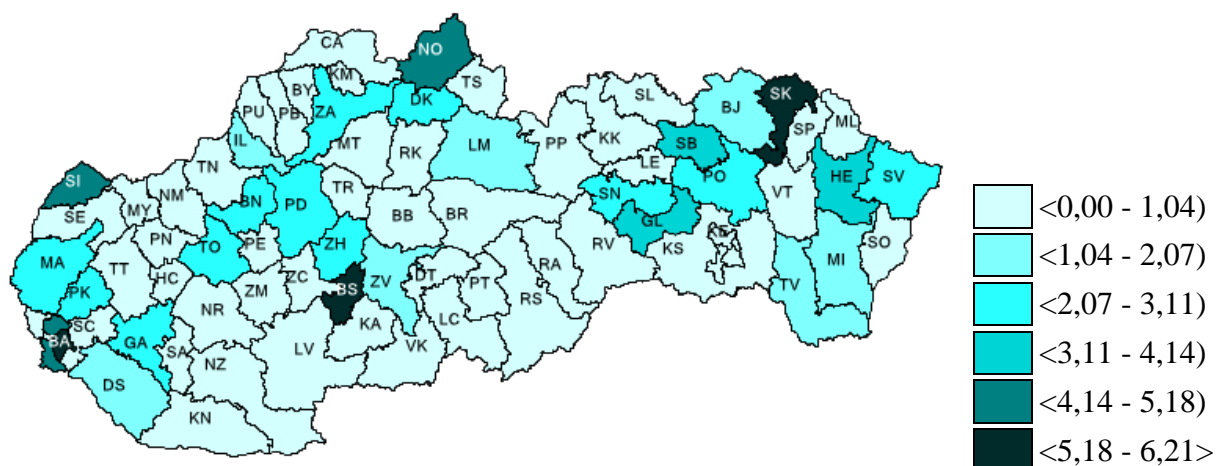 CA
NO
KM
TS
BY
PU
PB
ZA
DK
SL
BJ
SK
SP
ML
IL
MT
RK
LM
PP
KK
SB
LE
TN
SI
NM
TR
PO
HE
SV
SN
VT
BN
PD
SE
MY
BB
BR
GL
PN
TO
PE
ZH
RV
KS
KE
SO
MA
TT
HC
ZC
MI
PK
ZM
BS
ZV
DT
RA
PT
TV
RS
NR
SC
BA
GA
SA
NZ
KA
LC
LV
VK
DS
KN
<0,00 - 1,04)
<1,04 - 2,07)
<2,07 - 3,11)
<3,11 - 4,14)
<4,14 - 5,18)
<5,18 - 6,21>